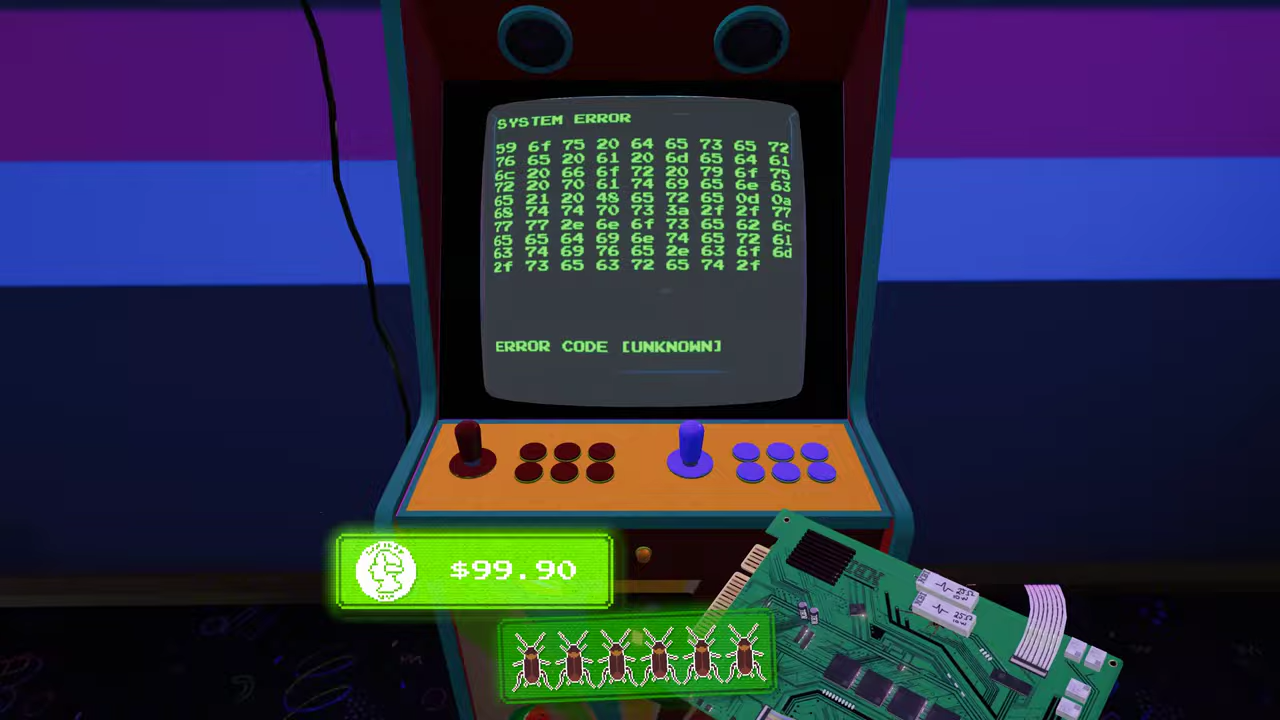 SYSTEM ERROR
59 6f 75 20 64 65 73 65 72
76 65 20 61 20 6d 65 64 61
6c 20 66 6f 72 20 79 6f 75
72 20 70 61 74 69 65 6e 63
65 21 20 48 65 72 65 0d 0a
68 74 74 70 73 3a 2f 2f 77
77 77 2e 6e 6f 73 65 62 6c
65 65 64 69 6e 74 65 72 61
63 74 69 76 65 2e 63 6f 6d
2f 73 65 63 72 65 74 2f
ERROR CODE [UNKNOWN]
$99.90